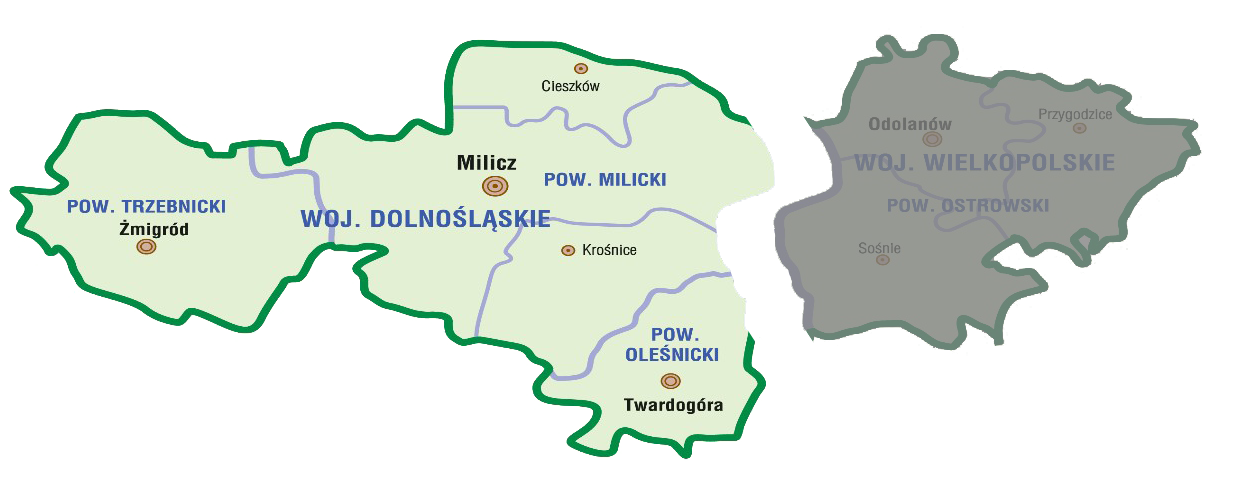 Cieszków
Milicz
POW. MILICKI
POW. TRZEBNICKI
Żmigród
WOJ. DOLNOŚLĄSKIE
Krośnice
POW.
OLEŚNICKI
Twardogóra
Przygodzice
Odolanów
WOJ. WIELKOPOLSKIE
POW. OSTROWSKI
Sośnie